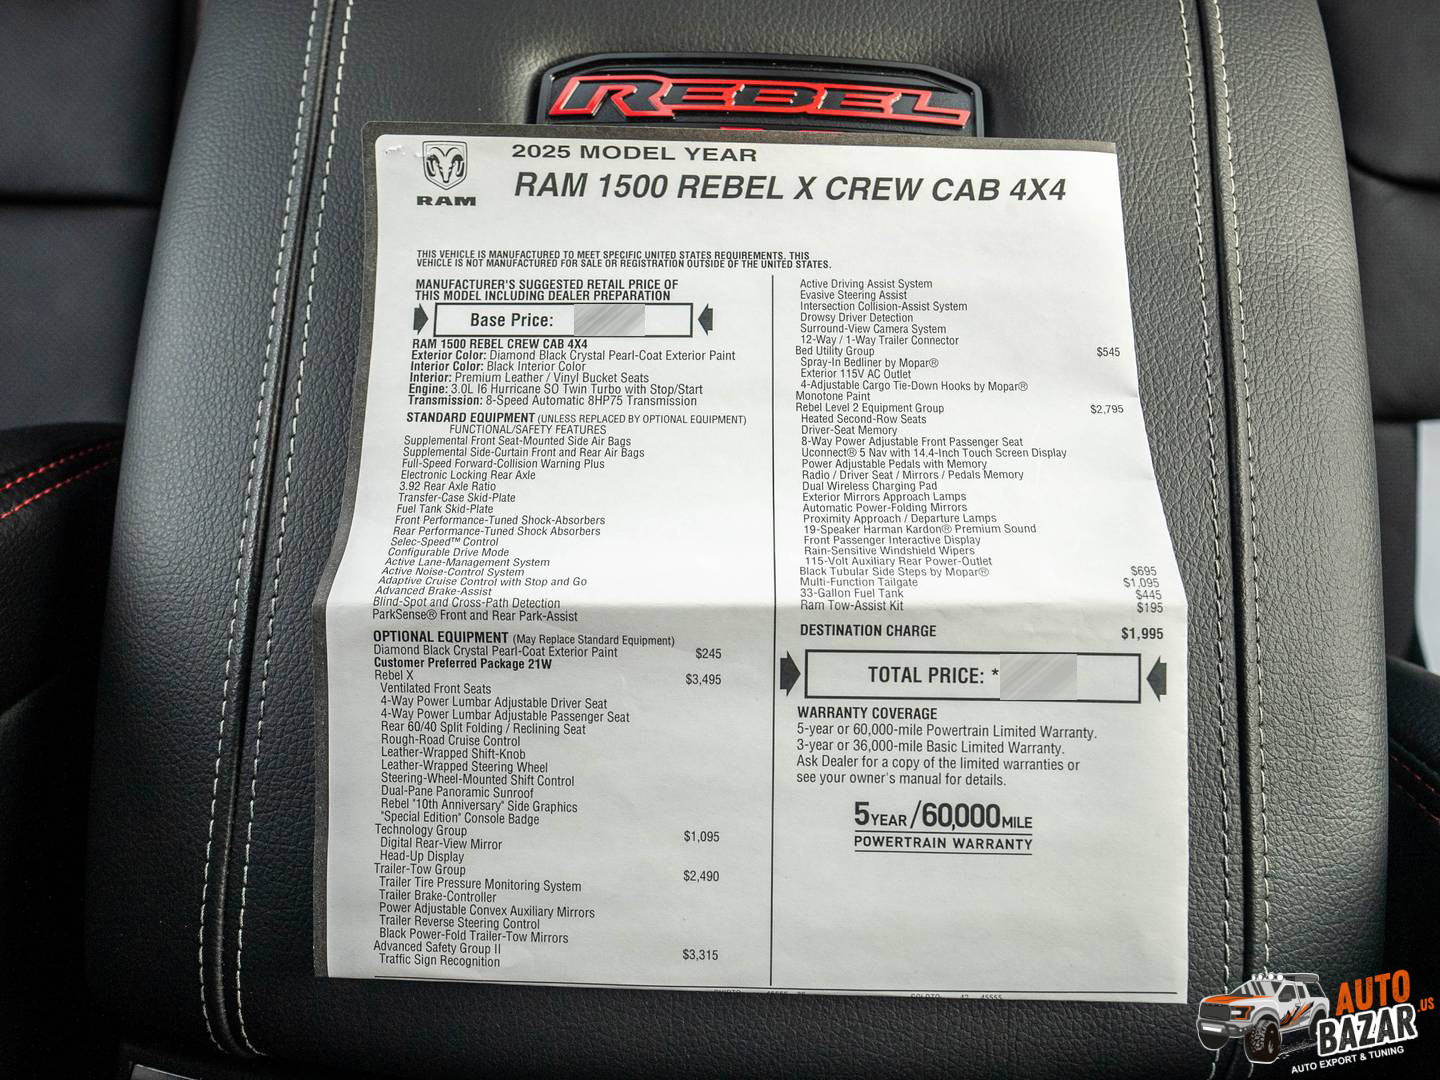 REBEL
RAM
2025 MODEL YEAR
RAM 1500 REBEL X CREW CAB 4X4
THIS VEHICLE IS MANUFACTURED TO MEET SPECIFIC UNITED STATES REQUIREMENTS. THIS
VEHICLE IS NOT MANUFACTURED FOR SALE OR REGISTRATION OUTSIDE OF THE UNITED STATES.
MANUFACTURER'S SUGGESTED RETAIL PRICE OF
THIS MODEL INCLUDING DEALER PREPARATION
Base Price:
RAM 1500 REBEL CREW CAB 4X4
Exterior Color: Diamond Black Crystal Pearl-Coat Exterior Paint
Interior Color: Black Interior Color
Interior: Premium Leather / Vinyl Bucket Seats
Engine: 3.0L I6 Hurricane SO Twin Turbo with Stop/Start
Transmission: 8-Speed Automatic 8HP75 Transmission
STANDARD EQUIPMENT (UNLESS REPLACED BY OPTIONAL EQUIPMENT)
FUNCTIONAL/SAFETY FEATURES
Supplemental Front Seat-Mounted Side Air Bags
Supplemental Side-Curtain Front and Rear Air Bags
Full-Speed Forward-Collision Warning Plus
Electronic Locking Rear Axle
3.92 Rear Axle Ratio
Transfer-Case Skid-Plate
Fuel Tank Skid-Plate
Front Performance-Tuned Shock-Absorbers
Rear Performance-Tuned Shock Absorbers
Selec-Speed™ Control
Configurable Drive Mode
Active Lane-Management System
Active Noise-Control System
Adaptive Cruise Control with Stop and Go
Advanced Brake-Assist
Blind-Spot and Cross-Path Detection
ParkSense® Front and Rear Park-Assist
OPTIONAL EQUIPMENT (May Replace Standard Equipment)
Diamond Black Crystal Pearl-Coat Exterior Paint $245
Customer Preferred Package 21W
Rebel X $3,495
Ventilated Front Seats
4-Way Power Lumbar Adjustable Driver Seat
4-Way Power Lumbar Adjustable Passenger Seat
Rear 60/40 Split Folding / Reclining Seat
Rough-Road Cruise Control
Leather-Wrapped Shift-Knob
Leather-Wrapped Steering Wheel
Steering-Wheel-Mounted Shift Control
Dual-Pane Panoramic Sunroof
Rebel "10th Anniversary" Side Graphics
"Special Edition" Console Badge
Technology Group $1,095
Digital Rear-View Mirror
Head-Up Display
Trailer-Tow Group $2,490
Trailer Tire Pressure Monitoring System
Trailer Brake-Controller
Power Adjustable Convex Auxiliary Mirrors
Trailer Reverse Steering Control
Black Power-Fold Trailer-Tow Mirrors
Advanced Safety Group II $3,315
Traffic Sign Recognition
Active Driving Assist System
Evasive Steering Assist
Intersection Collision-Assist System
Drowsy Driver Detection
Surround-View Camera System
12-Way / 1-Way Trailer Connector
Bed Utility Group $545
Spray-In Bedliner by Mopar®
Exterior 115V AC Outlet
4-Adjustable Cargo Tie-Down Hooks by Mopar®
Monotone Paint
Rebel Level 2 Equipment Group $2,795
Heated Second-Row Seats
Driver-Seat Memory
8-Way Power Adjustable Front Passenger Seat
Uconnect® 5 Nav with 14.4-Inch Touch Screen Display
Power Adjustable Pedals with Memory
Radio / Driver Seat / Mirrors / Pedals Memory
Dual Wireless Charging Pad
Exterior Mirrors Approach Lamps
Automatic Power-Folding Mirrors
Proximity Approach / Departure Lamps
19-Speaker Harman Kardon® Premium Sound
Front Passenger Interactive Display
Rain-Sensitive Windshield Wipers
115-Volt Auxiliary Rear Power-Outlet
Black Tubular Side Steps by Mopar® $695
Multi-Function Tailgate $1,095
33-Gallon Fuel Tank $445
Ram Tow-Assist Kit $195
DESTINATION CHARGE $1,995
TOTAL PRICE: *
WARRANTY COVERAGE
5-year or 60,000-mile Powertrain Limited Warranty.
3-year or 36,000-mile Basic Limited Warranty.
Ask Dealer for a copy of the limited warranties or
see your owner's manual for details.
5 YEAR/60,000 MILE
POWERTRAIN WARRANTY
AUTO
BAZAR.US
AUTO EXPORT & TUNING